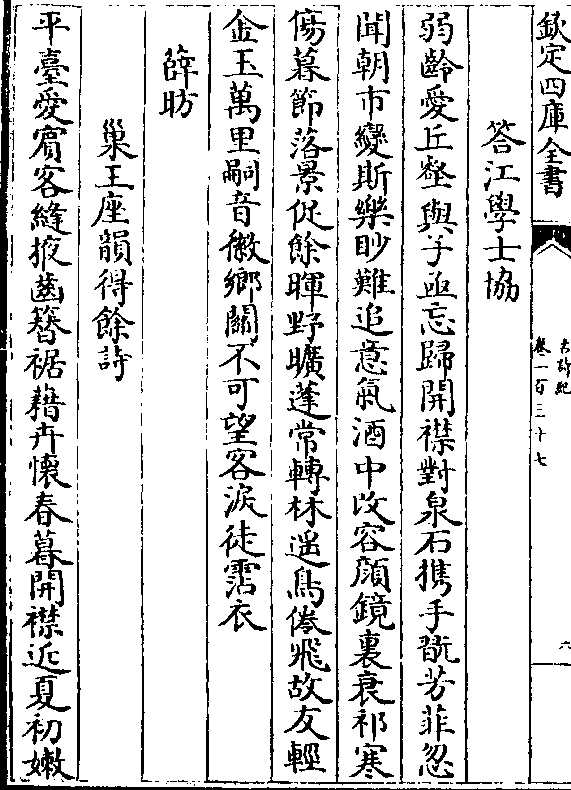 欽定四庫全書
古詩紀
卷一百三十七
六
答江學士協
弱齡愛丘壑與子亟忘歸開襟對泉石携手翫芳菲忽
聞朝市變斯樂眇難追意氣酒中改容顔鏡裏衰祁寒
傷暮節落景促餘暉野曠蓬常轉林遥鳥倦飛故友輕
金玉萬里嗣音徽鄉關不可望客淚徒霑衣
薛昉
巢王座韻得餘詩
平臺愛賓客縫掖齒簪裾藉卉懷春暮開襟近夏初嫩